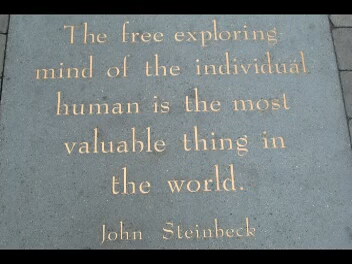 The free exploring
mind of the individual
human is the most
valuable thing in
the world.
John Steinbeck